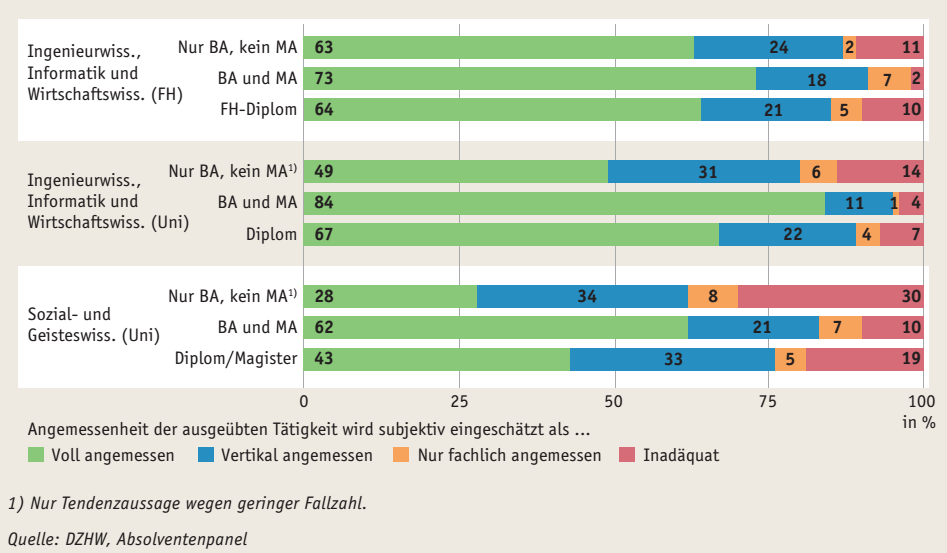 Ingenieurwiss.,
Informatik und
Wirtschaftswiss. (FH)
Nur BA, kein MA 63 24 2 11
BA und MA 73 18 7 2
FH-Diplom 64 21 5 10
Ingenieurwiss.,
Informatik und
Wirtschaftswiss. (Uni)
Nur BA, kein MA1) 49 31 6 14
BA und MA 84 11 1 4
Diplom 67 22 4 7
Sozial- und
Geisteswiss. (Uni)
Nur BA, kein MA1) 28 34 8 30
BA und MA 62 21 7 10
Diplom/Magister 43 33 5 19
0 25 50 75 100
in %
Angemessenheit der ausgeübten Tätigkeit wird subjektiv eingeschätzt als ...
Voll angemessen Vertikal angemessen Nur fachlich angemessen Inadäquat
1) Nur Tendenzaussage wegen geringer Fallzahl.
Quelle: DZHW, Absolventenpanel